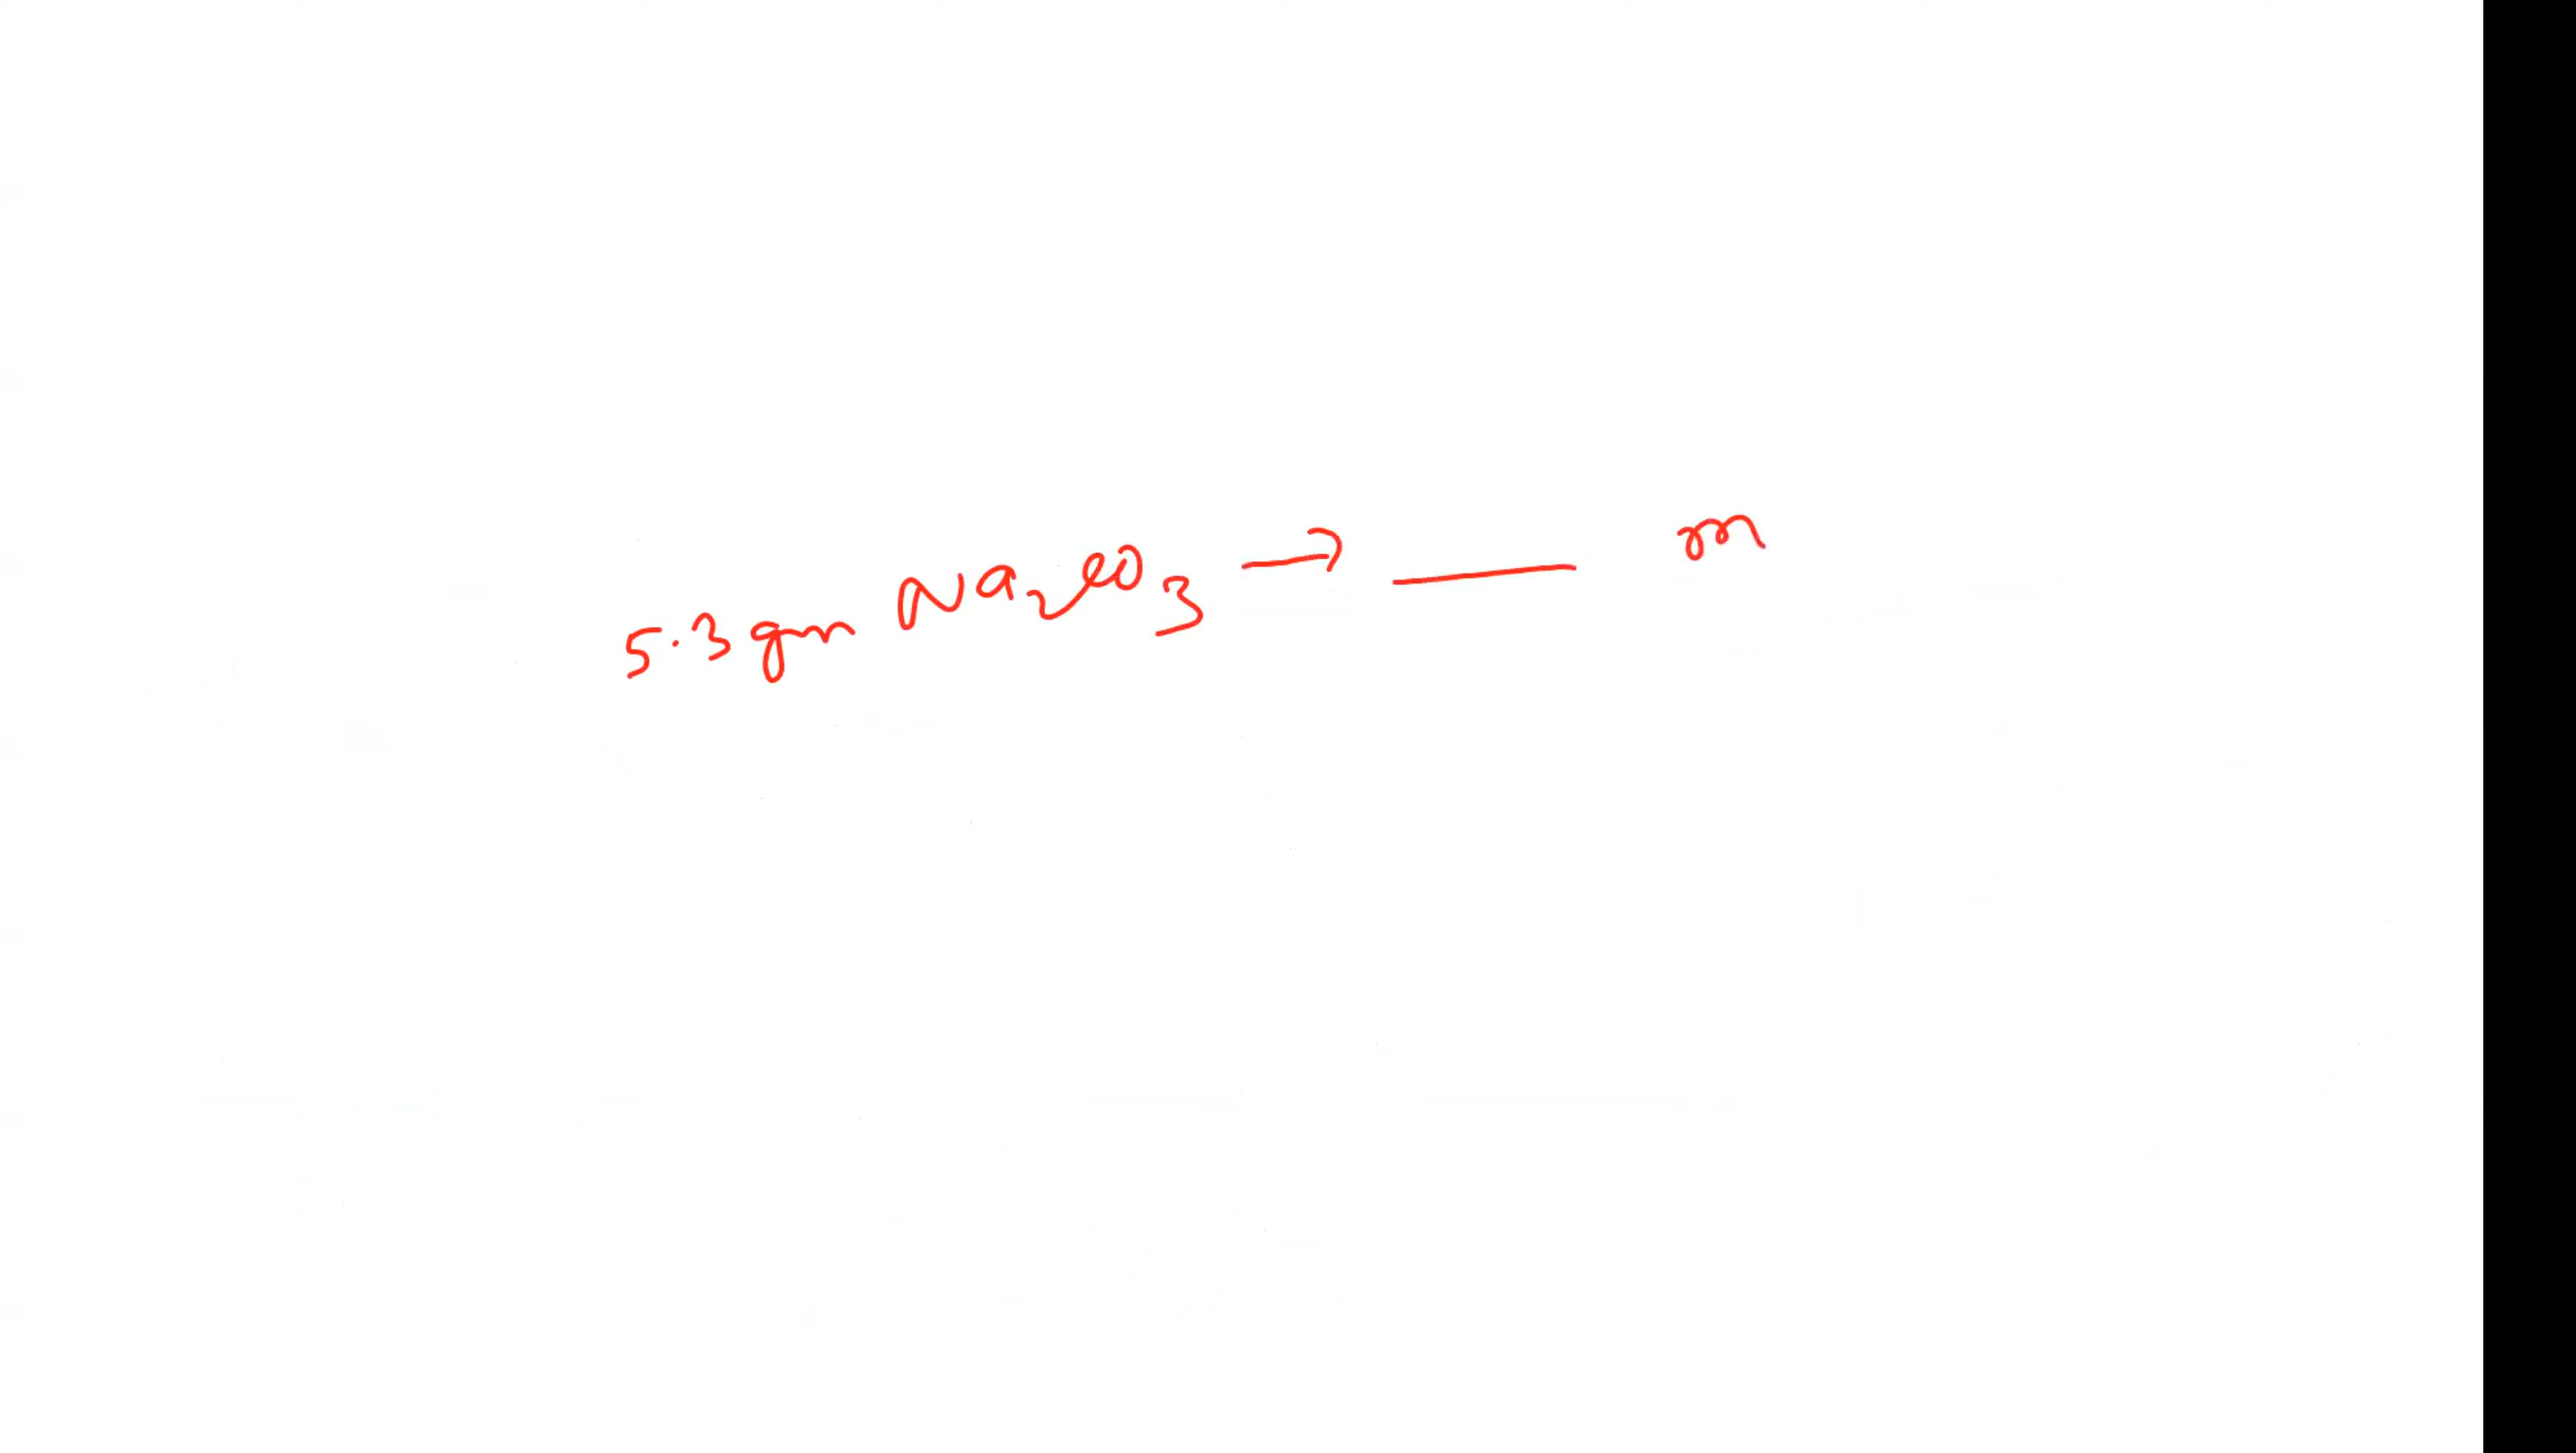 5.3 gm Na₂CO₃ → ____ m